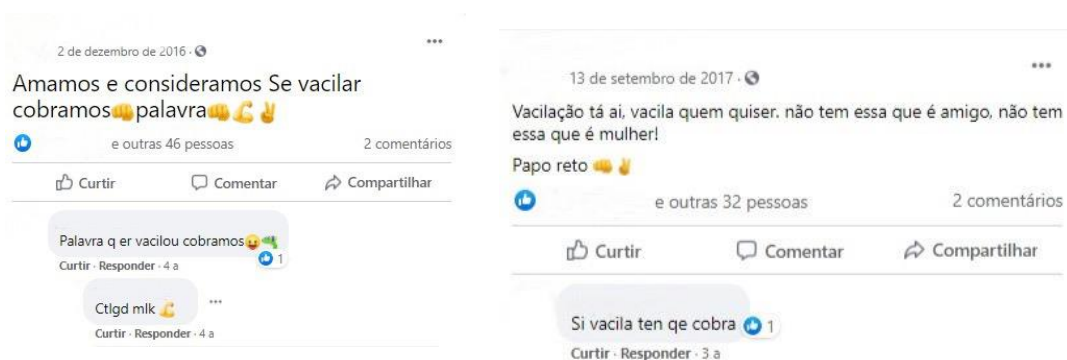 2 de dezembro de 2016 ·
Amamos e consideramos Se vacilar
cobramos👊palavra👊💪✌
e outras 46 pessoas 2 comentários
Curtir Comentar Compartilhar
Palavra q er vacilou cobramos😛🔫
1
Curtir · Responder · 4 a
Ctlgd mlk 💪 ...
Curtir · Responder · 4 a
13 de setembro de 2017 ·
Vacilação tá ai, vacila quem quiser. não tem essa que é amigo, não tem
essa que é mulher!
Papo reto 👊✌
e outras 32 pessoas 2 comentários
Curtir Comentar Compartilhar
Si vacila ten qe cobra 1
Curtir · Responder · 3 a